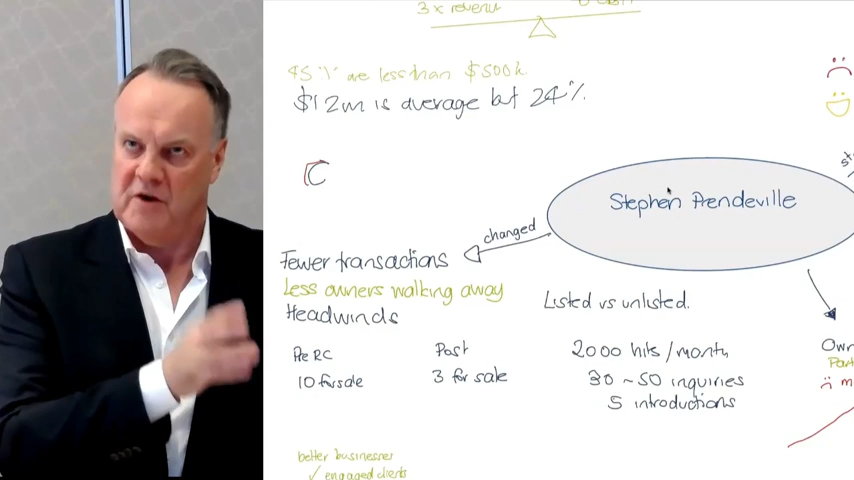 3 x revenue
45% are less than $500k.
$1.2m is average but 24%.
C
Stephen Prendeville
changed
Fewer transactions
Less owners walking away
Headwinds
Listed vs unlisted.
Pre RC
Post
10 for sale
3 for sale
2000 hits/month
30 ~ 50 inquiries
5 introductions
better businesses
✓ engaged clients